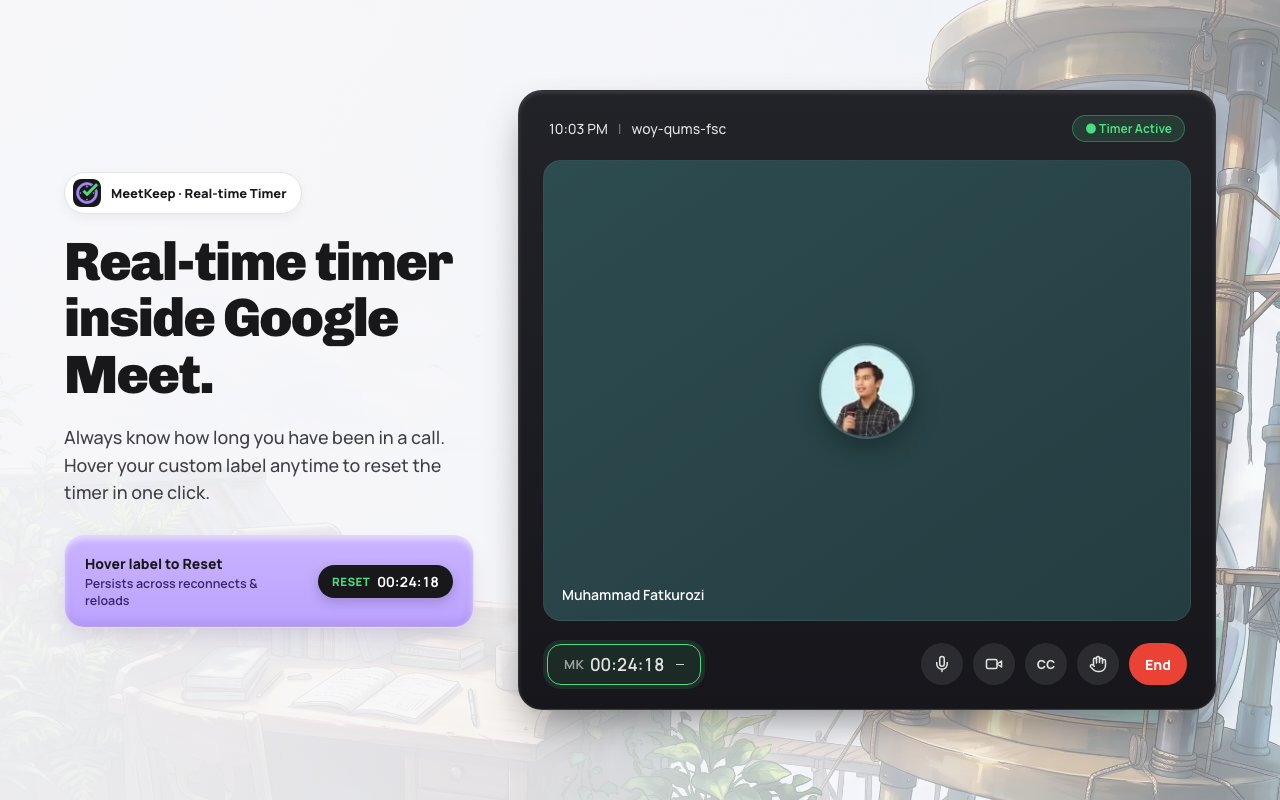 MeetKeep · Real-time Timer
Real-time timer
inside Google
Meet.
Always know how long you have been in a call.
Hover your custom label anytime to reset the
timer in one click.
Hover label to Reset
Persists across reconnects &
reloads
RESET 00:24:18
10:03 PM | woy-qums-fsc
Timer Active
Muhammad Fatkurozi
MK 00:24:18 –
CC
End